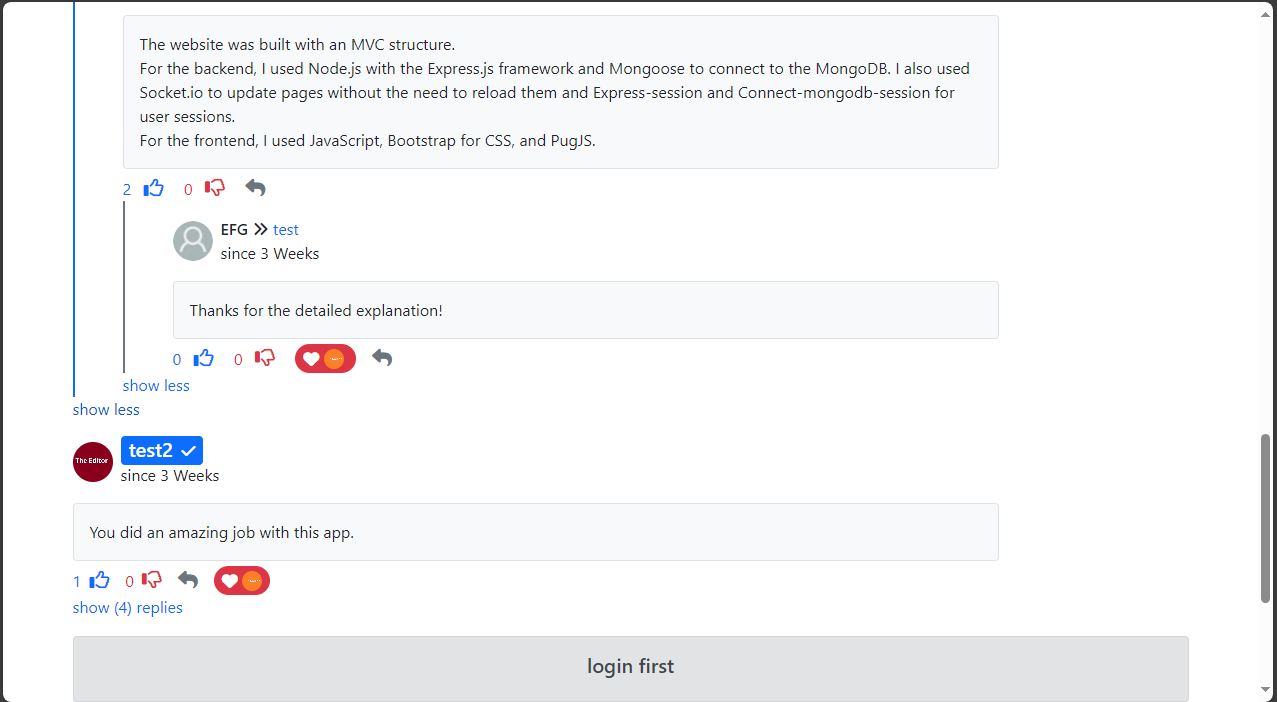 The website was built with an MVC structure.
For the backend, I used Node.js with the Express.js framework and Mongoose to connect to the MongoDB. I also used
Socket.io to update pages without the need to reload them and Express-session and Connect-mongodb-session for
user sessions.
For the frontend, I used JavaScript, Bootstrap for CSS, and PugJS.
2 0
EFG test
since 3 Weeks
Thanks for the detailed explanation!
0 0
show less
show less
The Editor
test2
since 3 Weeks
You did an amazing job with this app.
1 0
show (4) replies
login first